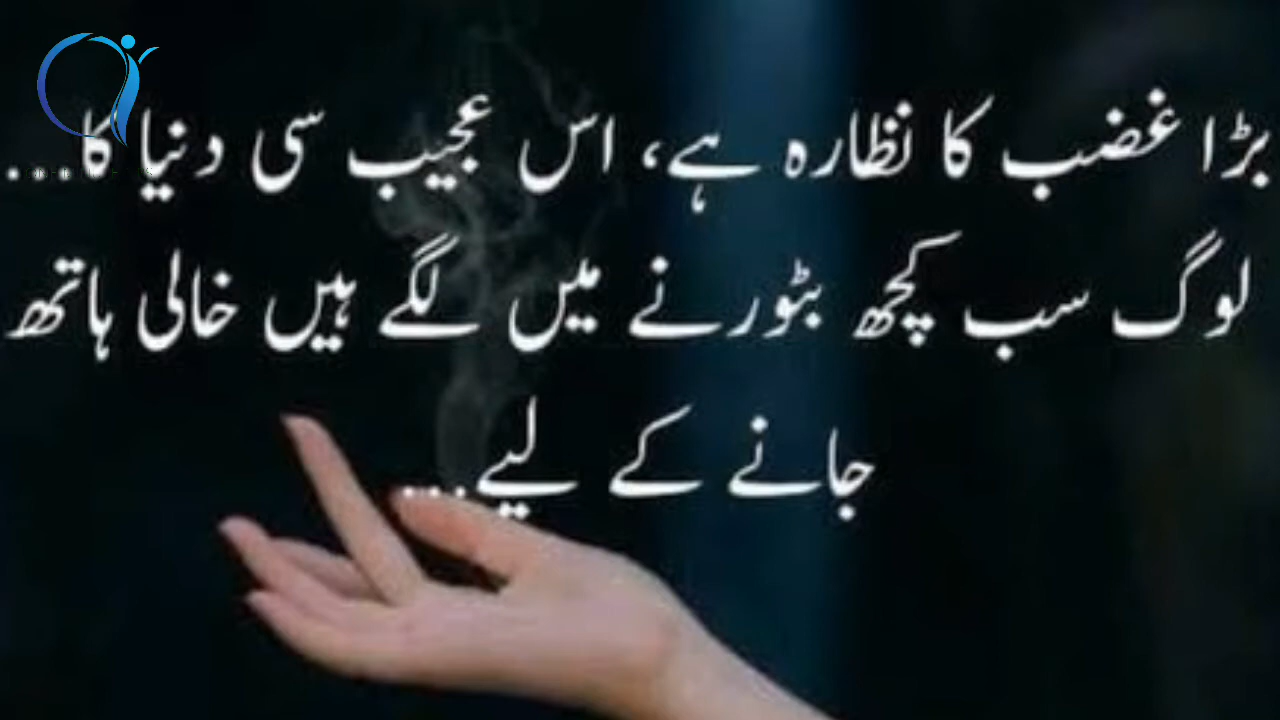 بڑا غضب کا نظارہ ہے، اس عجیب سی دنیا کا....
لوگ سب کچھ بٹورنے میں لگے ہیں خالی ہاتھ
جانے کے لیے...